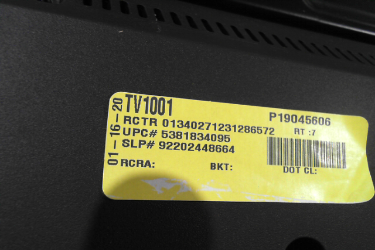 01-16-20
TV1001
P19045606
RCTR 01340271231286572
RT :7
UPC# 5381834095
SLP# 92202448664
RCRA:
BKT:
DOT CL: